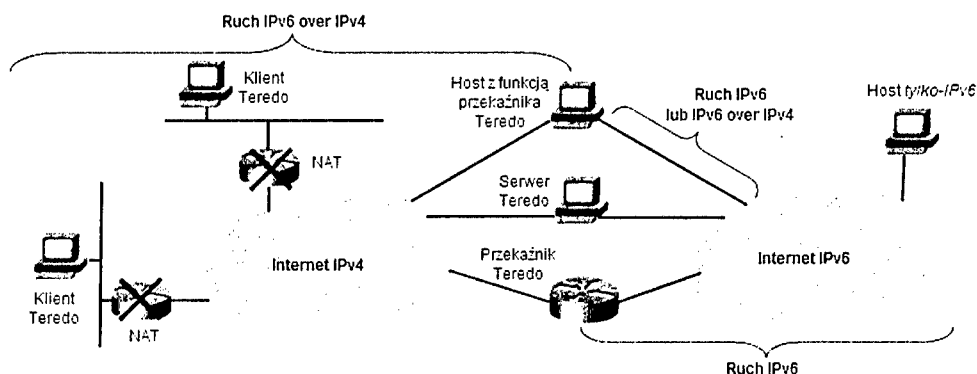 Ruch IPv6 over IPv4
Klient
Teredo
Host z funkcją
przekaźnika
Teredo
Ruch IPv6
lub IPv6 over IPv4
Host tylko-IPv6
NAT
Serwer
Teredo
Internet IPv4
Przekaźnik
Teredo
Internet IPv6
Klient
Teredo
NAT
Ruch IPv6